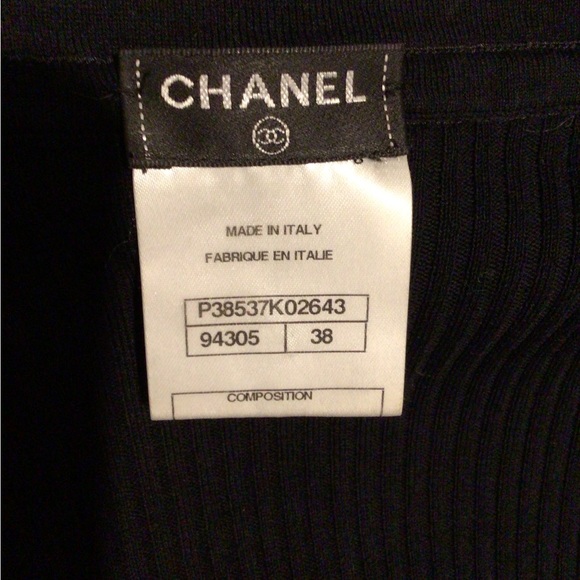 CHANEL
MADE IN ITALY
FABRIQUE EN ITALIE
P38537K02643
94305 38
COMPOSITION